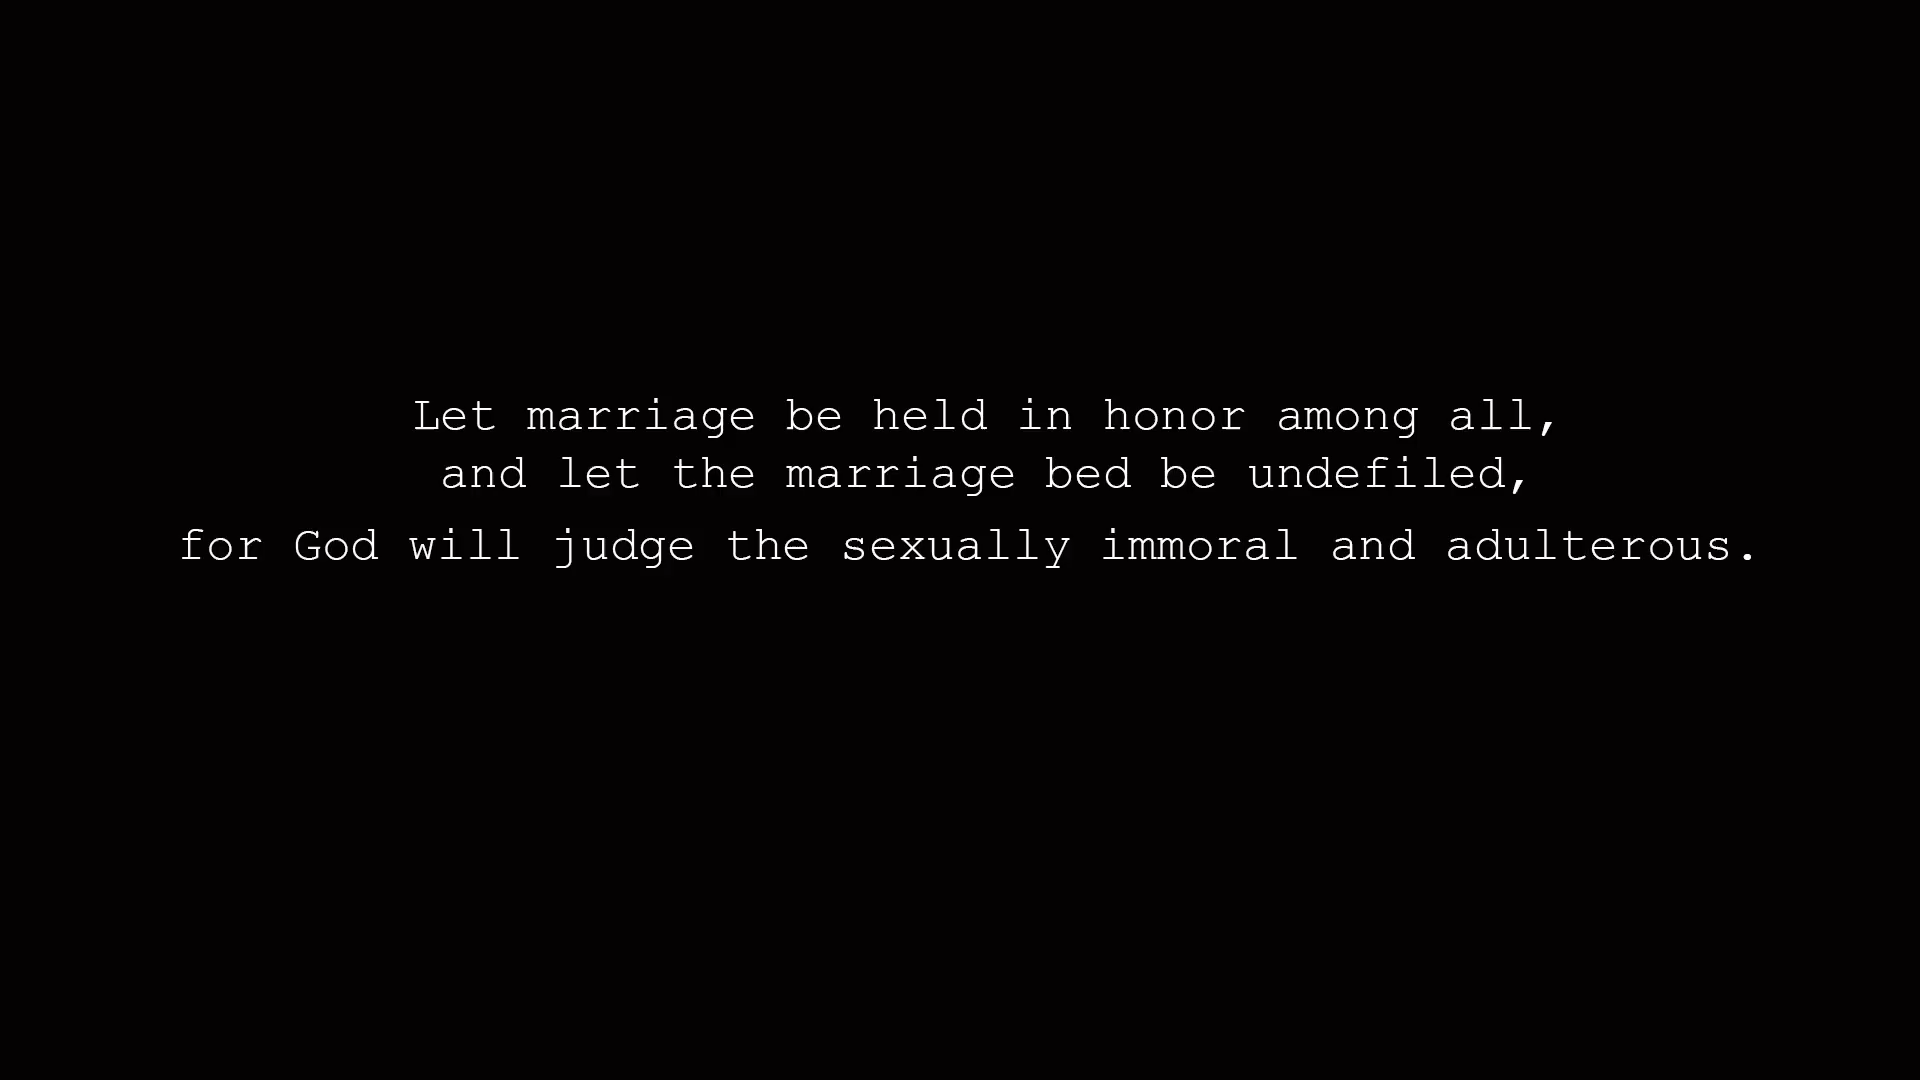 Let marriage be held in honor among all,
and let the marriage bed be undefiled,
for God will judge the sexually immoral and adulterous.